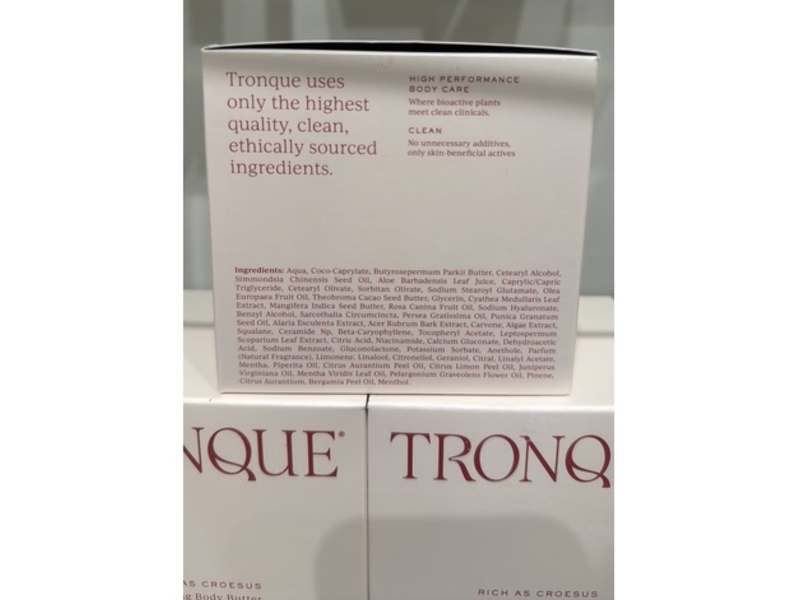 Tronque uses
only the highest
quality, clean,
ethically sourced
ingredients.
HIGH PERFORMANCE
BODY CARE
Where bioactive plants
meet clean clinicals.
CLEAN
No unnecessary additives,
only skin-beneficial actives
Ingredients: Aqua, Coco-Caprylate, Butyrosepermum Parkii Butter, Cetearyl Alcohol,
Simmondsia Chinensis Seed Oil, Aloe Barbadensis Leaf Juice, Caprylic/Capric
Triglyceride, Cetearyl Olivate, Sorbitan Olivate, Sodium Stearoyl Glutamate, Olea
Europaea Fruit Oil, Theobroma Cacao Seed Butter, Glycerin, Cyathea Medullaris Leaf
Extract, Mangifera Indica Seed Butter, Rosa Canina Fruit Oil, Sodium Hyaluronate,
Benzyl Alcohol, Sarcothalia Circumcincta, Persea Gratissima Oil, Punica Granatum
Seed Oil, Alaria Esculenta Extract, Acer Rubrum Bark Extract, Carvone, Algae Extract,
Squalane, Ceramide Np, Beta-Caryophyllene, Tocopheryl Acetate, Leptospermum
Scoparium Leaf Extract, Citric Acid, Niacinamide, Calcium Gluconate, Dehydroacetic
Acid, Sodium Benzoate, Gluconolactone, Potassium Sorbate, Anethole, Parfum
(Natural Fragrance), Limonene, Linalool, Citronellol, Geraniol, Citral, Linalyl Acetate,
Mentha, Piperita Oil, Citrus Aurantium Peel Oil, Citrus Limon Peel Oil, Juniperus
Virginiana Oil, Mentha Viridis Leaf Oil, Pelargonium Graveolens Flower Oil, Pinene,
Citrus Aurantium, Bergamia Peel Oil, Menthol.
NQUE®
TRONQ
AS CROESUS
g Body Butter
RICH AS CROESUS